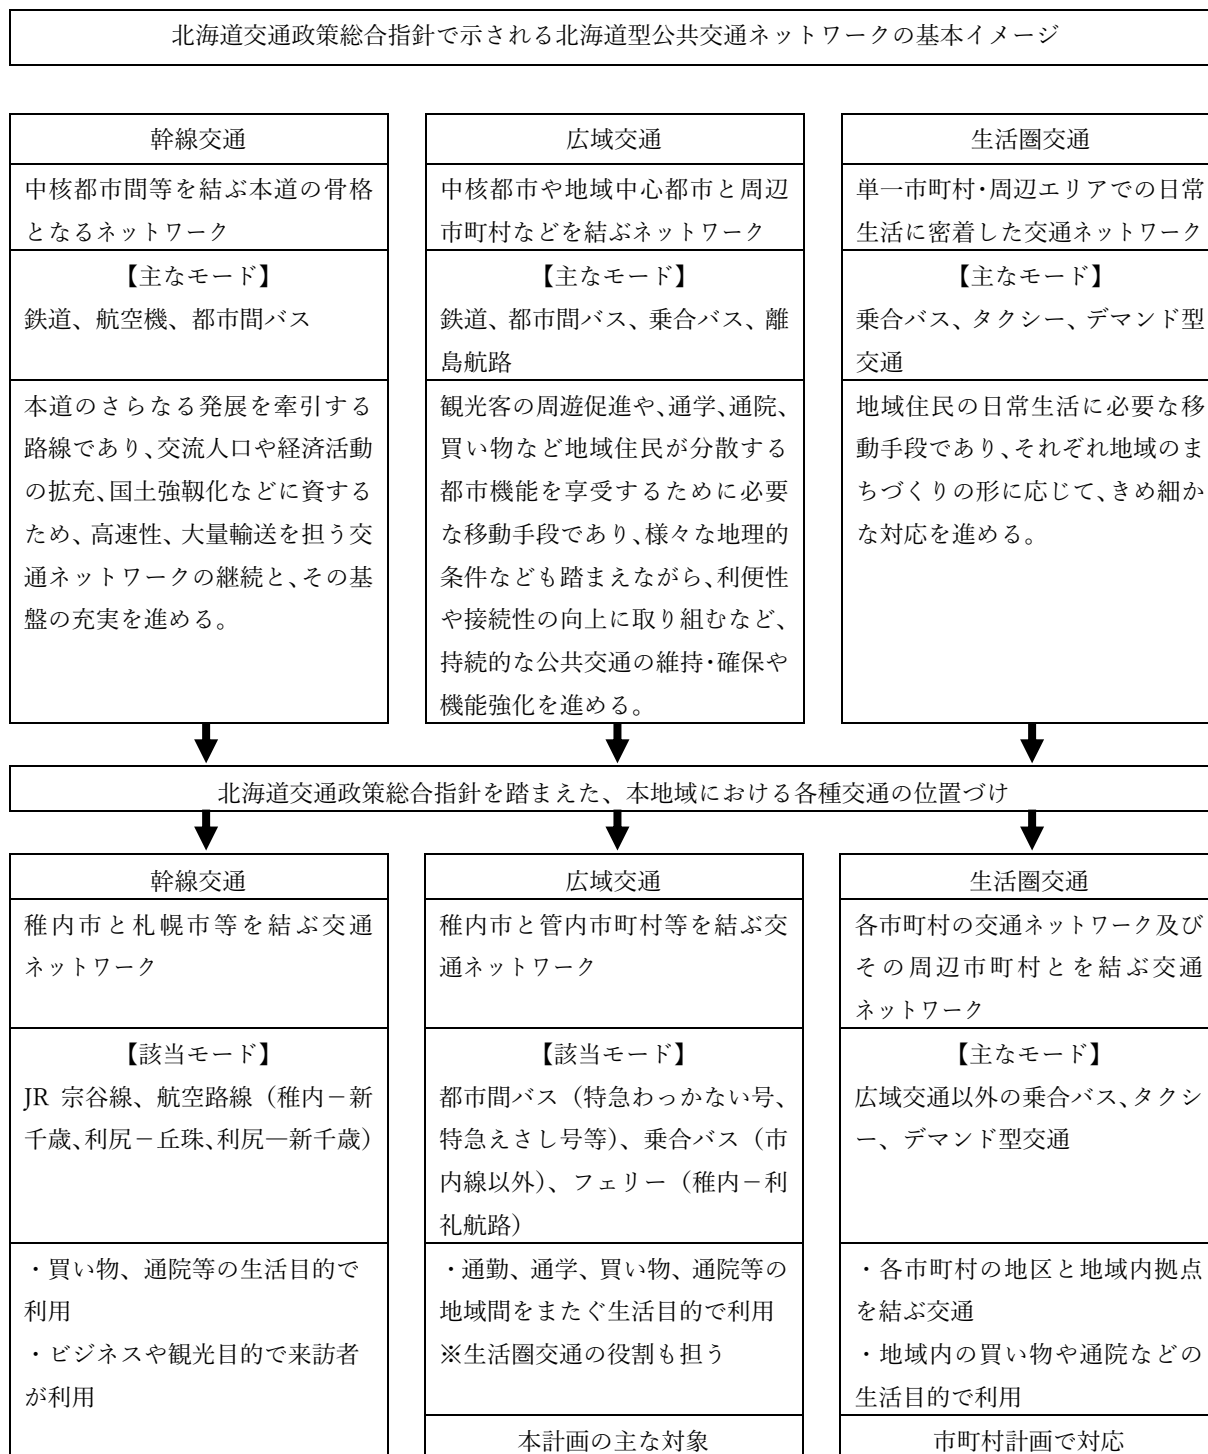 北海道交通政策総合指針で示される北海道型公共交通ネットワークの基本イメージ
幹線交通
中核都市間等を結ぶ本道の骨格
となるネットワーク
【主なモード】
鉄道、航空機、都市間バス
本道のさらなる発展を牽引する
路線であり、交流人口や経済活動
の拡充、国土強靱化などに資する
ため、高速性、大量輸送を担う交
通ネットワークの継続と、その基
盤の充実を進める。
広域交通
中核都市や地域中心都市と周辺
市町村などを結ぶネットワーク
【主なモード】
鉄道、都市間バス、乗合バス、離
島航路
観光客の周遊促進や、通学、通院、
買い物など地域住民が分散する
都市機能を享受するために必要
な移動手段であり、様々な地理的
条件なども踏まえながら、利便性
や接続性の向上に取り組むなど、
持続的な公共交通の維持・確保や
機能強化を進める。
生活圏交通
単一市町村・周辺エリアでの日常
生活に密着した交通ネットワーク
【主なモード】
乗合バス、タクシー、デマンド型
交通
地域住民の日常生活に必要な移
動手段であり、それぞれ地域のま
ちづくりの形に応じて、きめ細か
な対応を進める。
北海道交通政策総合指針を踏まえた、本地域における各種交通の位置づけ
幹線交通
稚内市と札幌市等を結ぶ交通
ネットワーク
【該当モード】
JR 宗谷線、航空路線（稚内－新
千歳、利尻－丘珠、利尻―新千歳）
・買い物、通院等の生活目的で
利用
・ビジネスや観光目的で来訪者
が利用
広域交通
稚内市と管内市町村等を結ぶ交
通ネットワーク
【該当モード】
都市間バス（特急わっかない号、
特急えさし号等）、乗合バス（市
内線以外）、フェリー（稚内－利
礼航路）
・通勤、通学、買い物、通院等の
地域間をまたぐ生活目的で利用
※生活圏交通の役割も担う
本計画の主な対象
生活圏交通
各市町村の交通ネットワーク及び
その周辺市町村とを結ぶ交通
ネットワーク
【主なモード】
広域交通以外の乗合バス、タクシ
ー、デマンド型交通
・各市町村の地区と地域内拠点
を結ぶ交通
・地域内の買い物や通院などの
生活目的で利用
市町村計画で対応